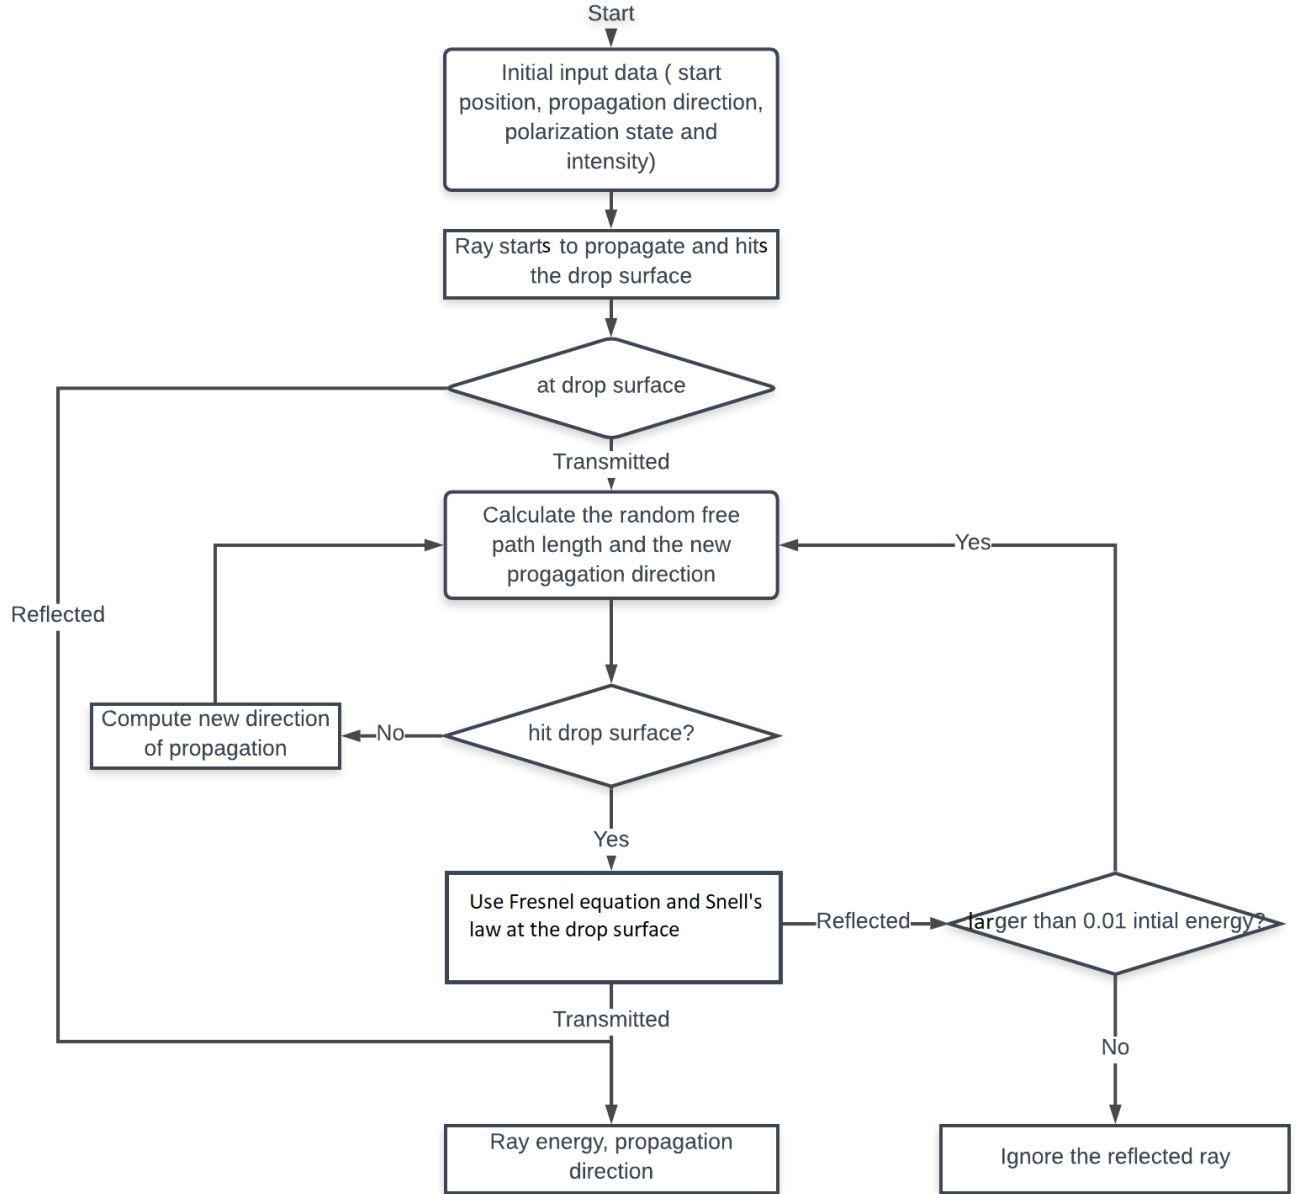 Start
Initial input data ( start
position, propagation direction,
polarization state and
intensity)
Ray starts to propagate and hits
the drop surface
at drop surface
Transmitted
Calculate the random free
path length and the new
progagation direction
Yes
Reflected
Compute new direction
of propagation
No
hit drop surface?
Yes
Use Fresnel equation and Snell's
law at the drop surface
Reflected
larger than 0.01 intial energy?
Transmitted
No
Ray energy, propagation
direction
Ignore the reflected ray